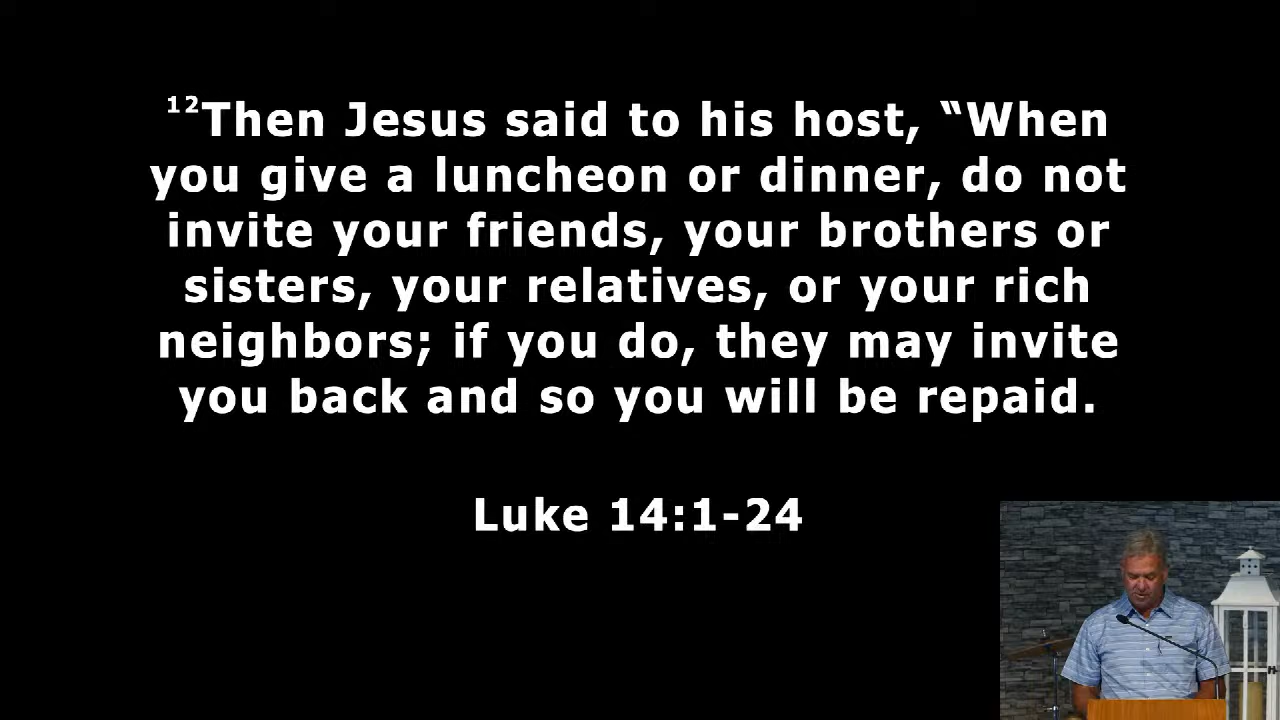 ¹²Then Jesus said to his host, “When
you give a luncheon or dinner, do not
invite your friends, your brothers or
sisters, your relatives, or your rich
neighbors; if you do, they may invite
you back and so you will be repaid.
Luke 14:1-24